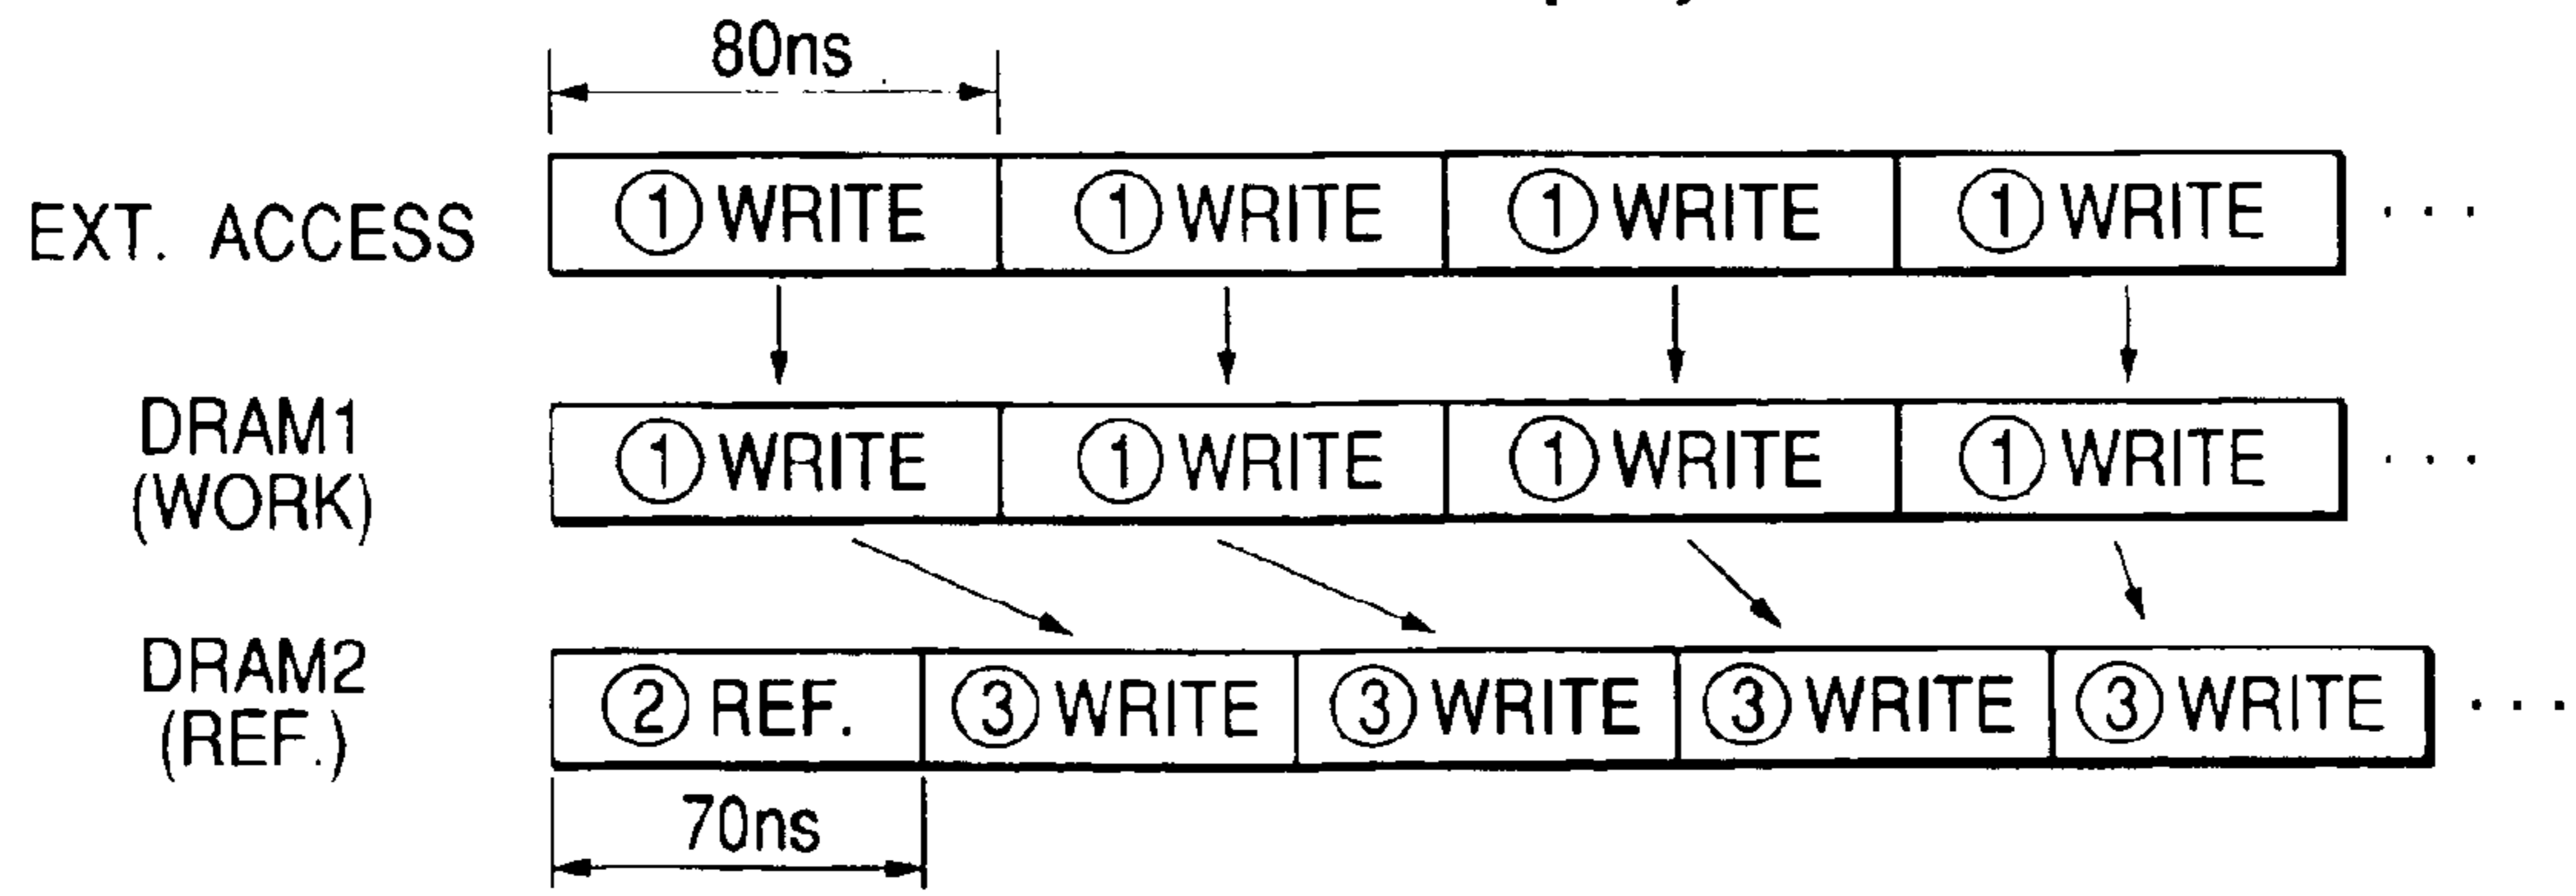 80ns
EXT. ACCESS ①WRITE ①WRITE ①WRITE ①WRITE ...
DRAM1
(WORK) ①WRITE ①WRITE ①WRITE ①WRITE ...
DRAM2
(REF.) ②REF. ③WRITE ③WRITE ③WRITE ③WRITE ...
70ns